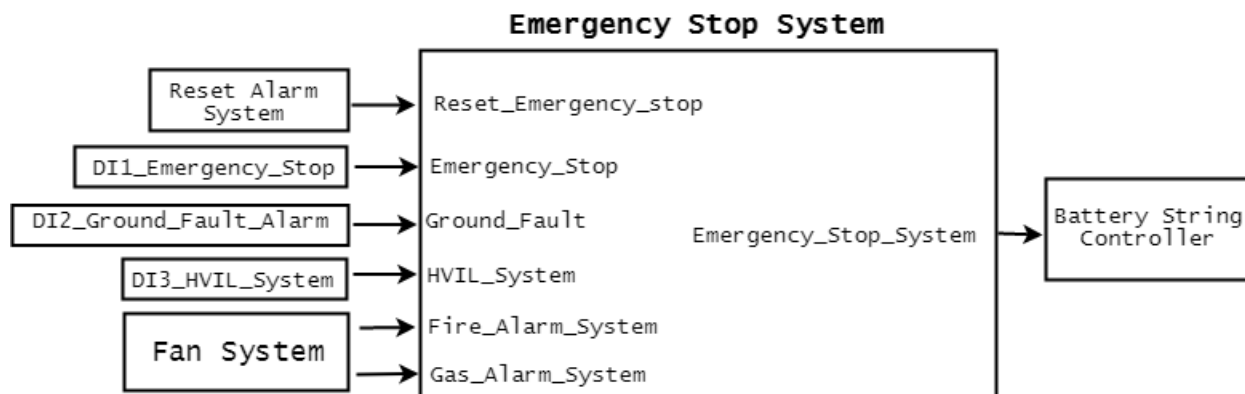 Emergency Stop System
Reset Alarm
System
Reset_Emergency_stop
DI1_Emergency_Stop
Emergency_Stop
DI2_Ground_Fault_Alarm
Ground_Fault
Emergency_Stop_System
Battery String
Controller
DI3_HVIL_System
HVIL_System
Fan System
Fire_Alarm_System
Gas_Alarm_System